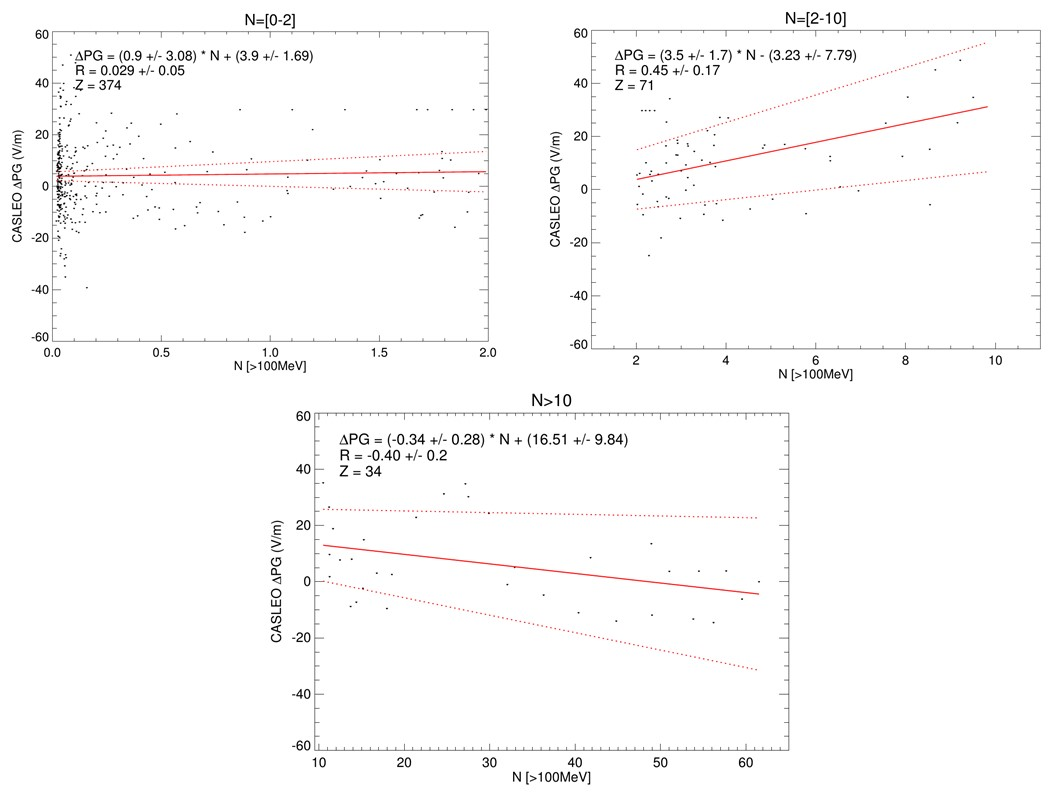 N=[0-2]
60
40
20
0
-20
-40
-60
CASLEO ΔPG (V/m)
ΔPG = (0.9 +/- 3.08) * N + (3.9 +/- 1.69)
R = 0.029 +/- 0.05
Z = 374
0.0 0.5 1.0 1.5 2.0
N [>100MeV]
N=[2-10]
60
40
20
0
-20
-40
-60
CASLEO ΔPG (V/m)
ΔPG = (3.5 +/- 1.7) * N - (3.23 +/- 7.79)
R = 0.45 +/- 0.17
Z = 71
2 4 6 8 10
N [>100MeV]
N>10
60
40
20
0
-20
-40
-60
CASLEO ΔPG (V/m)
ΔPG = (-0.34 +/- 0.28) * N + (16.51 +/- 9.84)
R = -0.40 +/- 0.2
Z = 34
10 20 30 40 50 60
N [>100MeV]